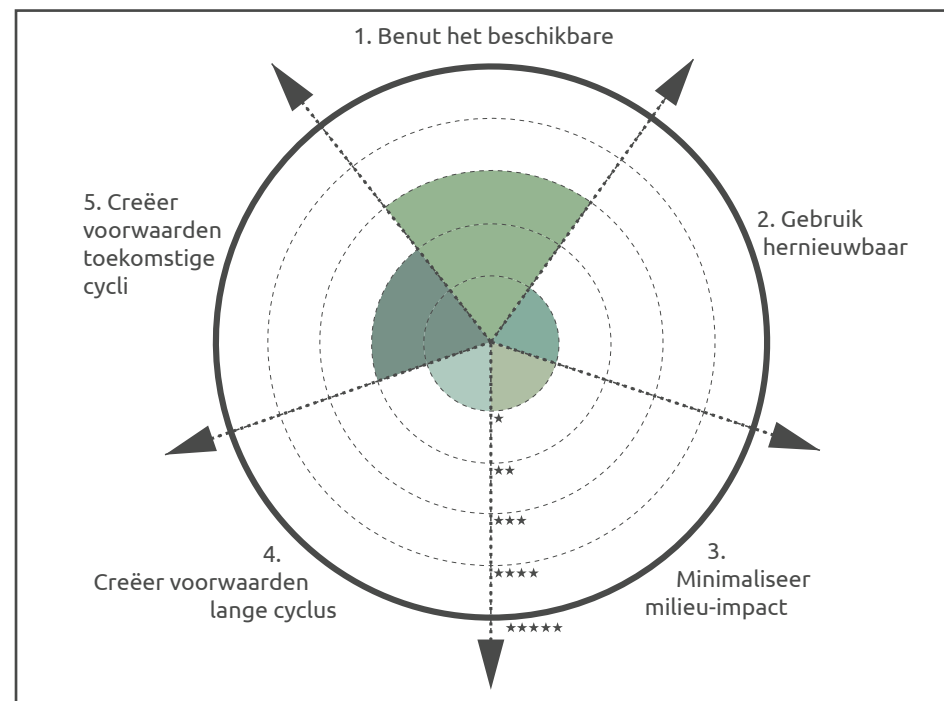 1. Benut het beschikbare
2. Gebruik
hernieuwbaar
3.
Minimaliseer
milieu-impact
4.
Creëer voorwaarden
lange cyclus
5. Creëer
voorwaarden
toekomstige
cycli
★
★★
★★★
★★★★
★★★★★